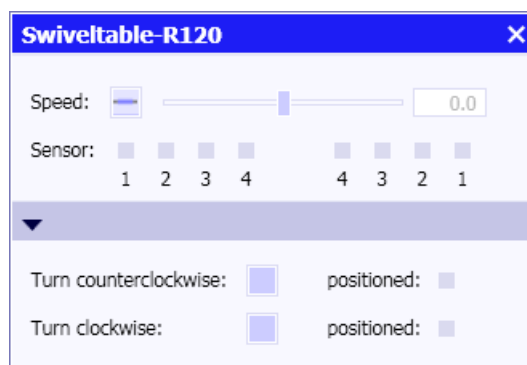 Swiveltable-R120
Speed: 0.0
Sensor:
1 2 3 4 4 3 2 1
Turn counterclockwise: positioned:
Turn clockwise: positioned: